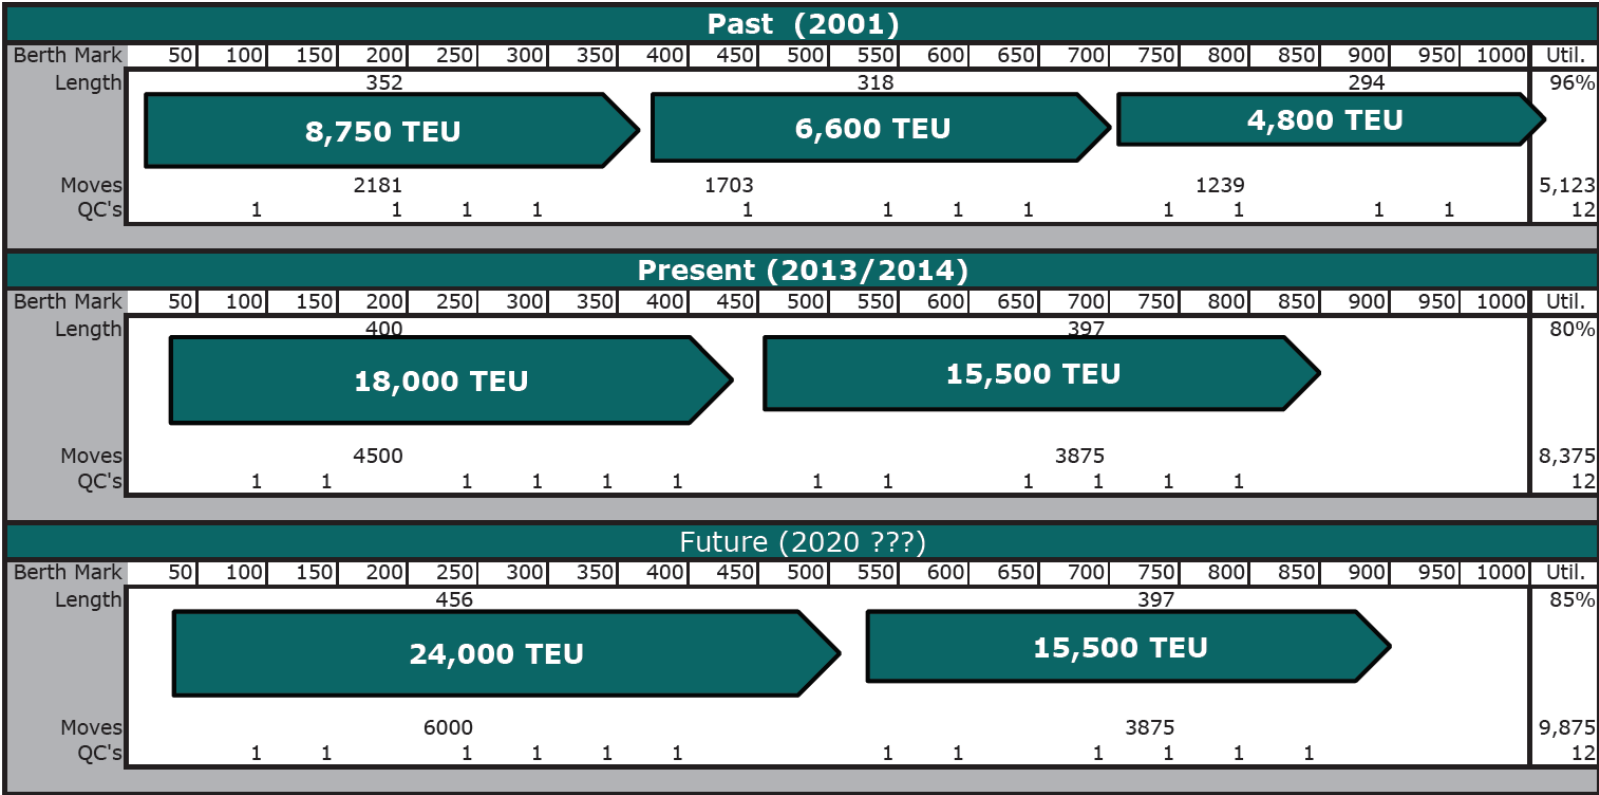 Past (2001)
Berth Mark 50 100 150 200 250 300 350 400 450 500 550 600 650 700 750 800 850 900 950 1000 Util.
Length 352 318 294 96%
8,750 TEU 6,600 TEU 4,800 TEU
Moves 2181 1703 1239 5,123
QC's 1 1 1 1 1 1 1 1 1 1 1 1 12
Present (2013/2014)
Berth Mark 50 100 150 200 250 300 350 400 450 500 550 600 650 700 750 800 850 900 950 1000 Util.
Length 400 397 80%
18,000 TEU 15,500 TEU
Moves 4500 3875 8,375
QC's 1 1 1 1 1 1 1 1 1 1 1 1 12
Future (2020 ???)
Berth Mark 50 100 150 200 250 300 350 400 450 500 550 600 650 700 750 800 850 900 950 1000 Util.
Length 456 397 85%
24,000 TEU 15,500 TEU
Moves 6000 3875 9,875
QC's 1 1 1 1 1 1 1 1 1 1 1 1 12